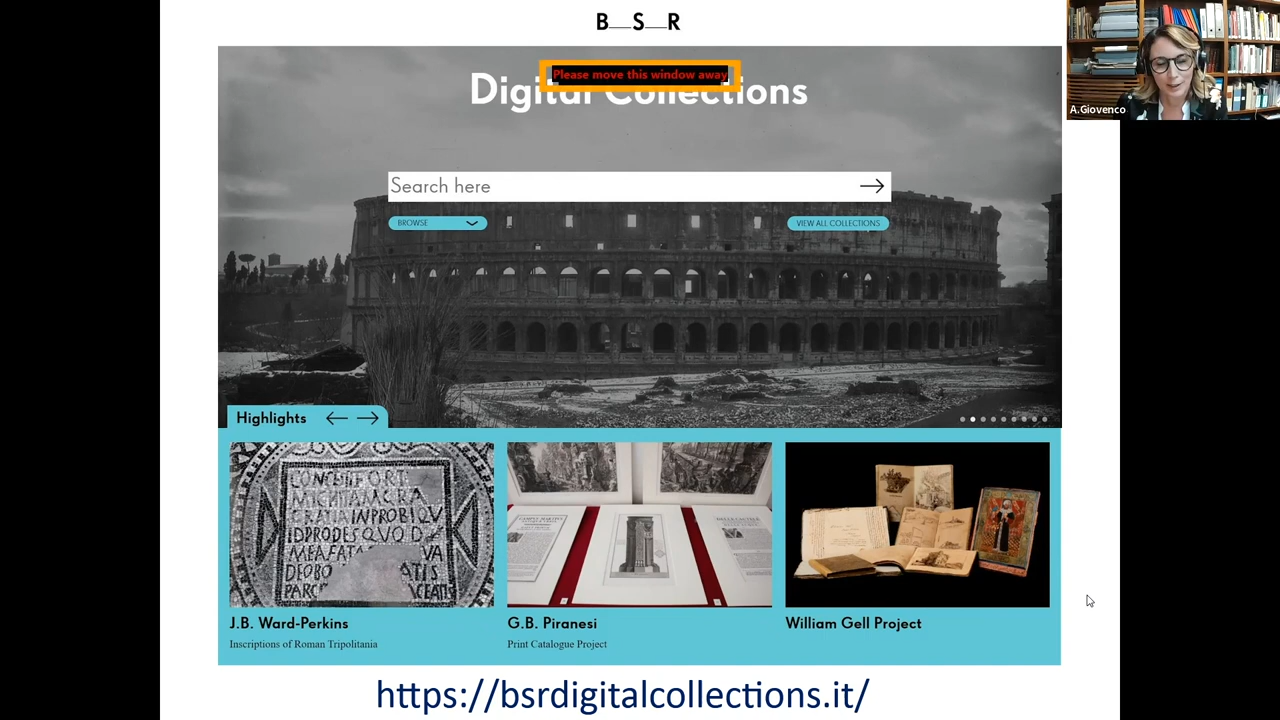 B__S__R
Please move this window away
Digital Collections
A.Giovenco
Search here
BROWSE
VIEW ALL COLLECTIONS
Highlights
J.B. Ward-Perkins
G.B. Piranesi
William Gell Project
Inscriptions of Roman Tripolitania
Print Catalogue Project
https://bsrdigitalcollections.it/